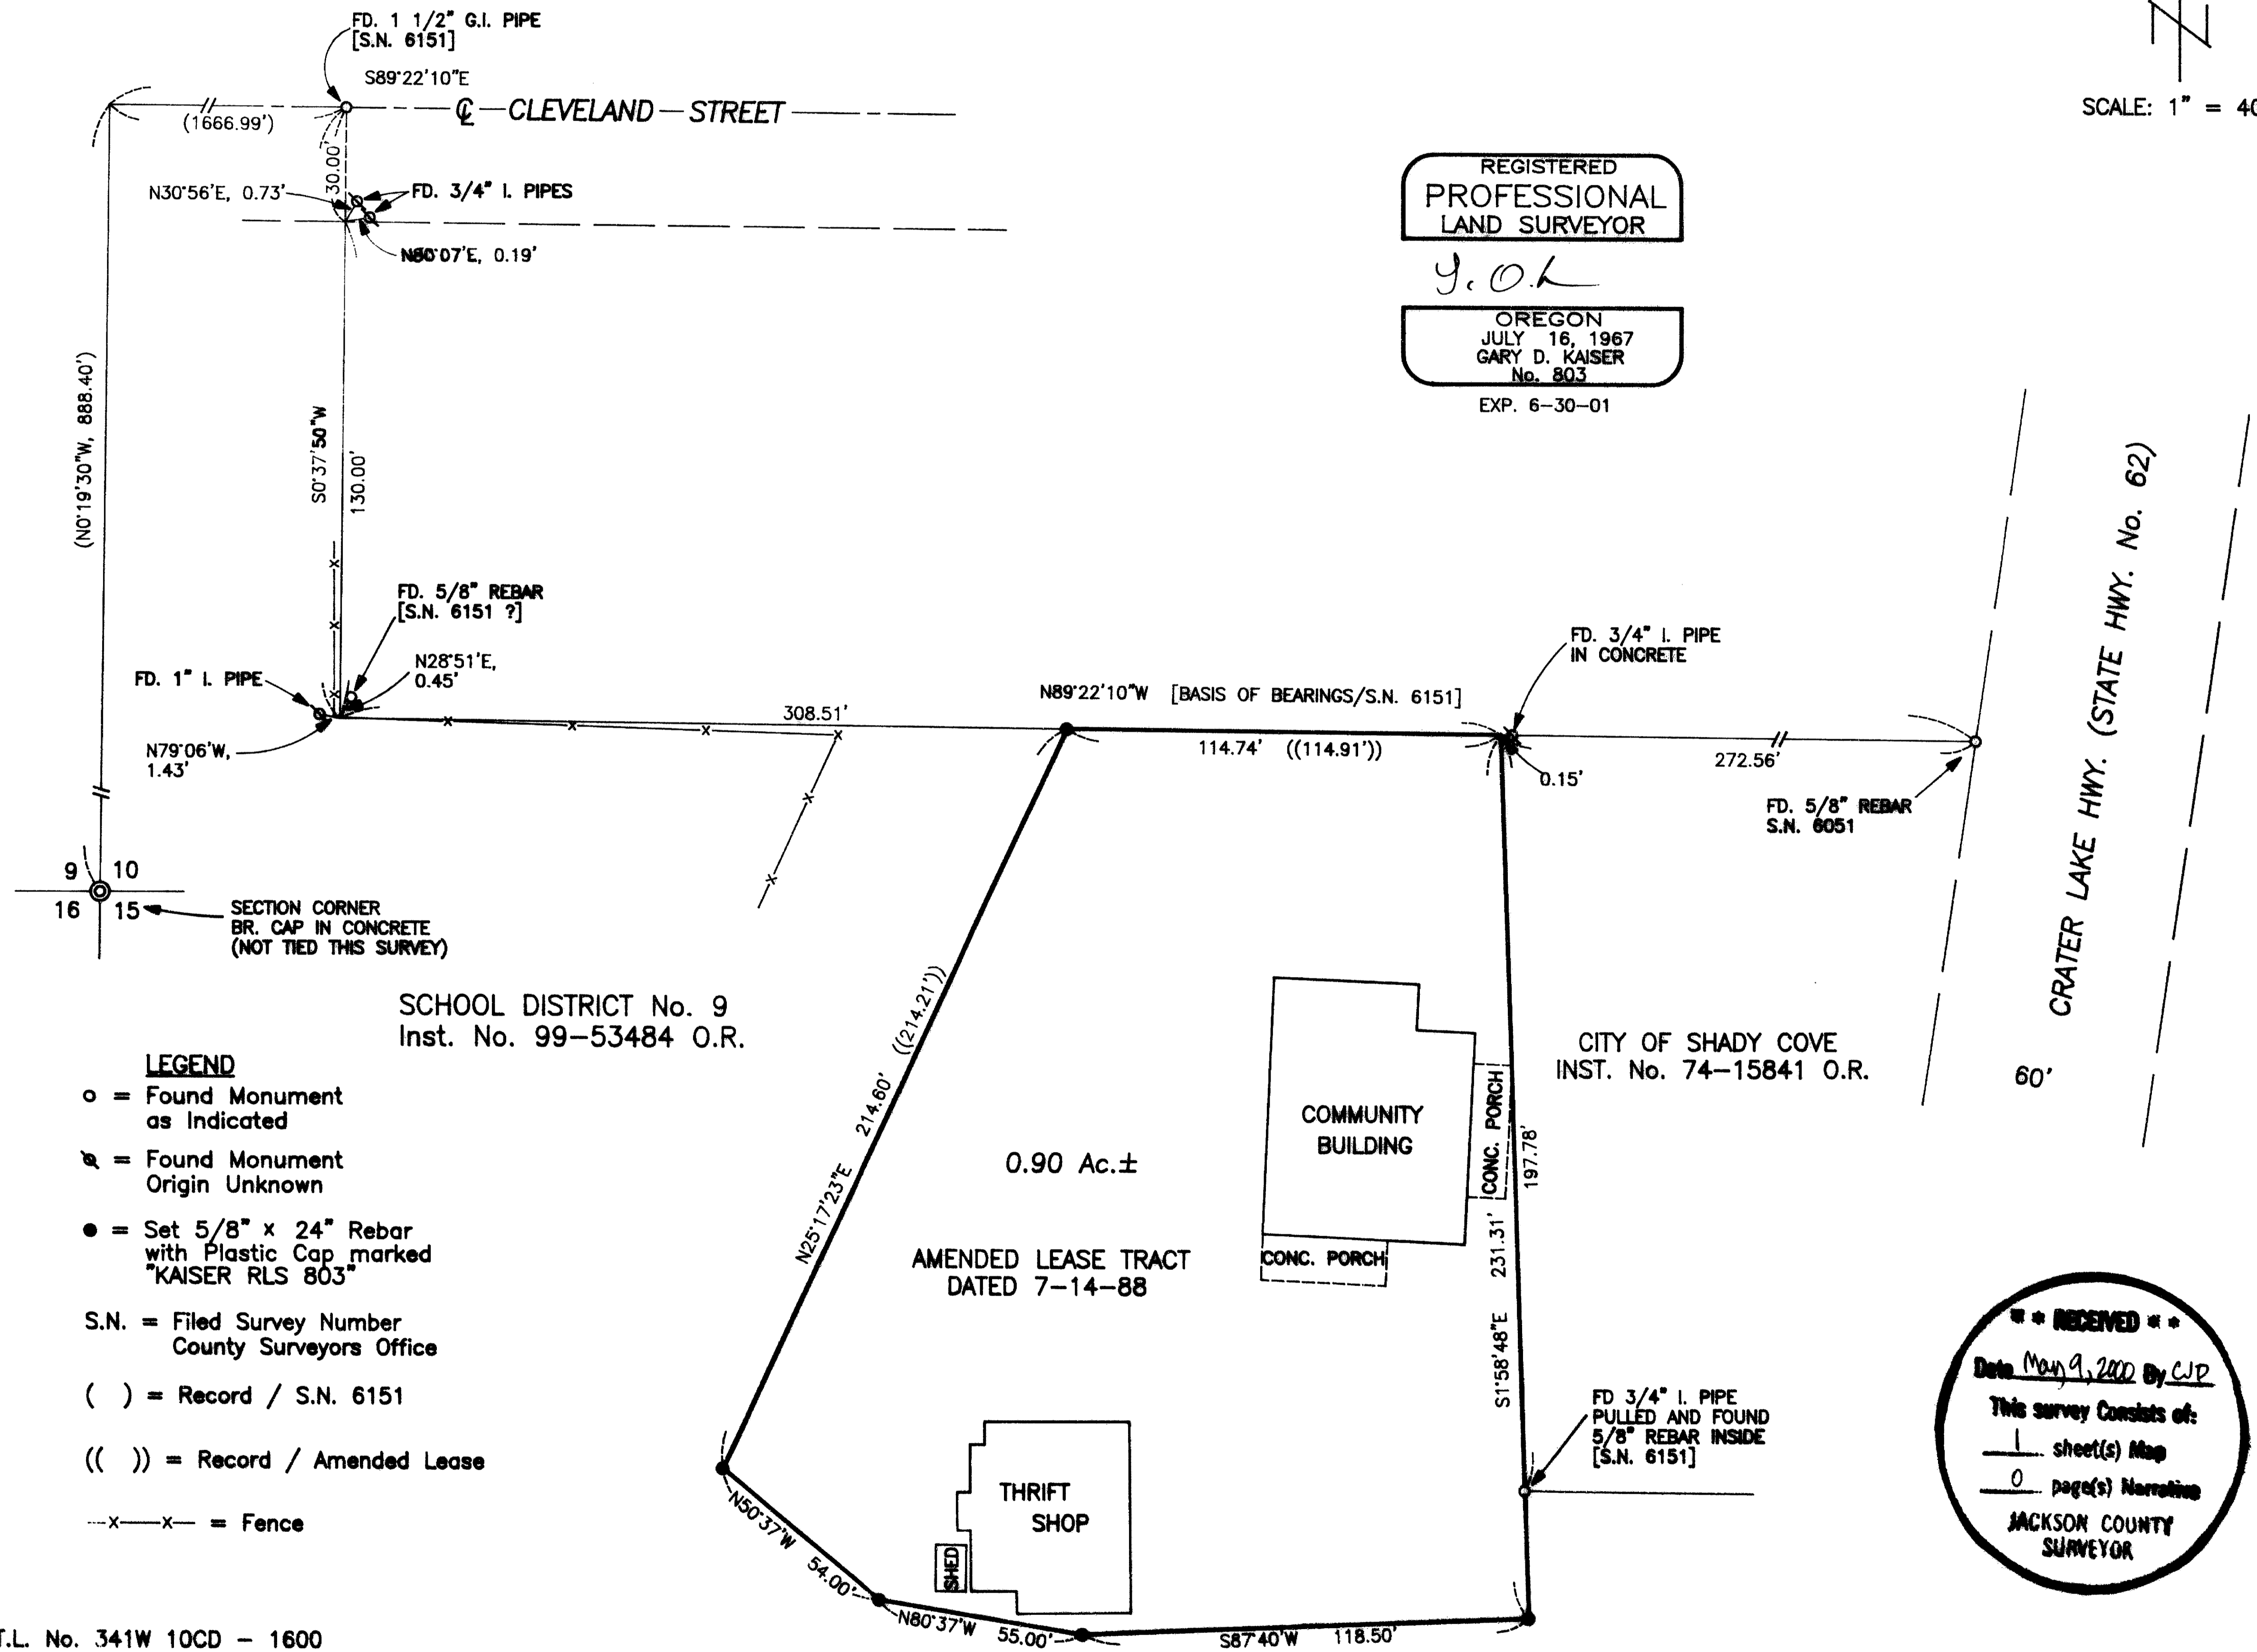 FD. 1 1/2" G.I. PIPE
[S.N. 6151]
S89°22'10"E
(1666.99')
℄ CLEVELAND STREET
SCALE: 1" = 40
30.00'
N30°56'E, 0.73'
FD. 3/4" I. PIPES
07'E, 0.19'
REGISTERED
PROFESSIONAL
LAND SURVEYOR
OREGON
JULY 16, 1967
GARY D. KAISER
No. 803
EXP. 6-30-01
(N0°19'30"W, 888.40')
S0°37'50"W
130.00'
CRATER LAKE HWY. (STATE HWY. No. 62)
60'
FD. 5/8" REBAR
[S.N. 6151 ?]
N28°51'E,
0.45'
FD. 1" I. PIPE
N79°06'W,
1.43'
308.51'
N89°22'10"W [BASIS OF BEARINGS/S.N. 6151]
114.74' ((114.91'))
FD. 3/4" I. PIPE
IN CONCRETE
0.15'
272.56'
FD. 5/8" REBAR
S.N. 6051
9 10
16 15
SECTION CORNER
BR. CAP IN CONCRETE
(NOT TIED THIS SURVEY)
SCHOOL DISTRICT No. 9
Inst. No. 99-53484 O.R.
N25°17'23"E 214.60' ((214.21'))
COMMUNITY
BUILDING
CONC. PORCH
CONC. PORCH
197.78'
S1°58'48"E 231.31'
CITY OF SHADY COVE
INST. No. 74-15841 O.R.
0.90 Ac.±
AMENDED LEASE TRACT
DATED 7-14-88
LEGEND
= Found Monument
as Indicated
= Found Monument
Origin Unknown
= Set 5/8" x 24" Rebar
with Plastic Cap marked
"KAISER RLS 803"
S.N. = Filed Survey Number
County Surveyors Office
( ) = Record / S.N. 6151
(( )) = Record / Amended Lease
--x—x- = Fence
THRIFT
SHOP
SHED
FD 3/4" I. PIPE
PULLED AND FOUND
5/8" REBAR INSIDE
[S.N. 6151]
N50°37'W 54.00'
N80°37'W 55.00'
S87°40'W 118.50'
* * RECEIVED * *
Date May 9, 2000 By CJP
This survey Consists of:
1 sheet(s) Map
0 page(s) Narrative
JACKSON COUNTY
SURVEYOR
T.L. No. 341W 10CD - 1600